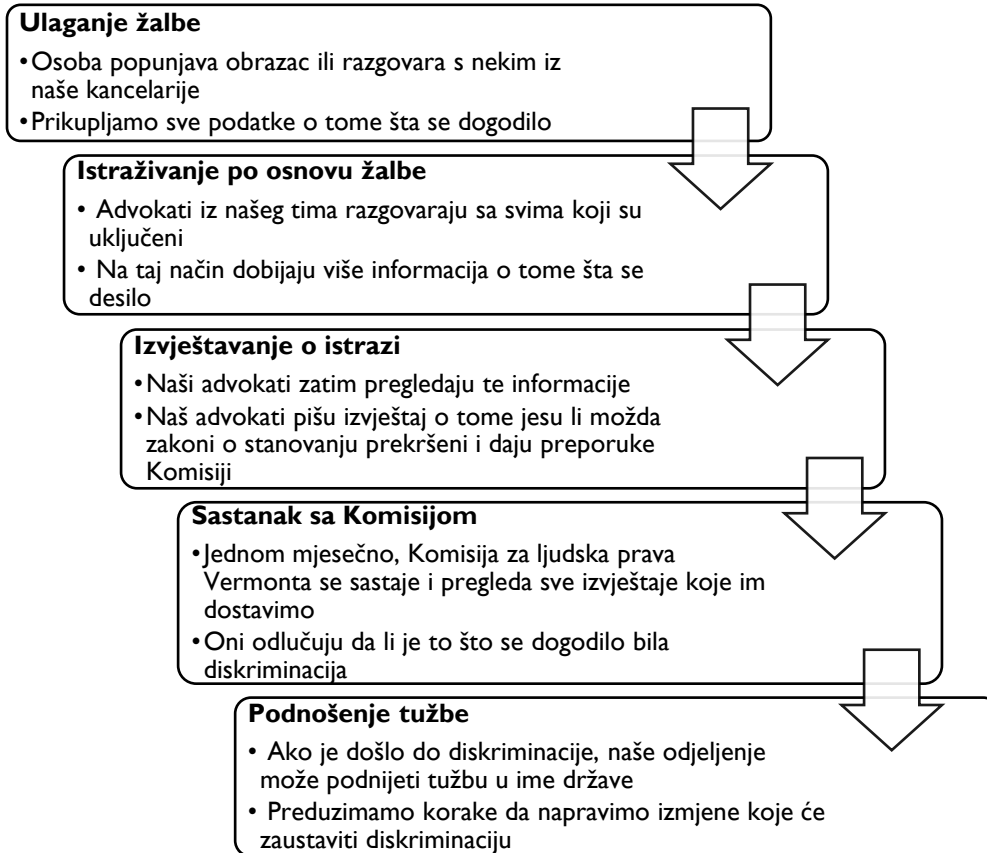 Ulaganje žalbe
•Osoba popunjava obrazac ili razgovara s nekim iz
naše kancelarije
•Prikupljamo sve podatke o tome šta se dogodilo
Istraživanje po osnovu žalbe
• Advokati iz našeg tima razgovaraju sa svima koji su
uključeni
• Na taj način dobijaju više informacija o tome šta se
desilo
Izvještavanje o istrazi
•Naši advokati zatim pregledaju te informacije
•Naš advokati pišu izvještaj o tome jesu li možda
zakoni o stanovanju prekršeni i daju preporuke
Komisiji
Sastanak sa Komisijom
•Jednom mjesečno, Komisija za ljudska prava
Vermonta se sastaje i pregleda sve izvještaje koje im
dostavimo
•Oni odlučuju da li je to što se dogodilo bila
diskriminacija
Podnošenje tužbe
• Ako je došlo do diskriminacije, naše odjeljenje
može podnijeti tužbu u ime države
• Preduzimamo korake da napravimo izmjene koje će
zaustaviti diskriminaciju